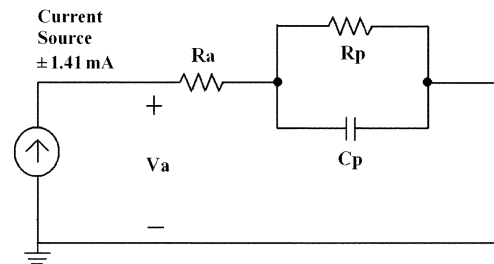 Current
Source
±1.41 mA
Ra
Rp
+
Va
Cp
−